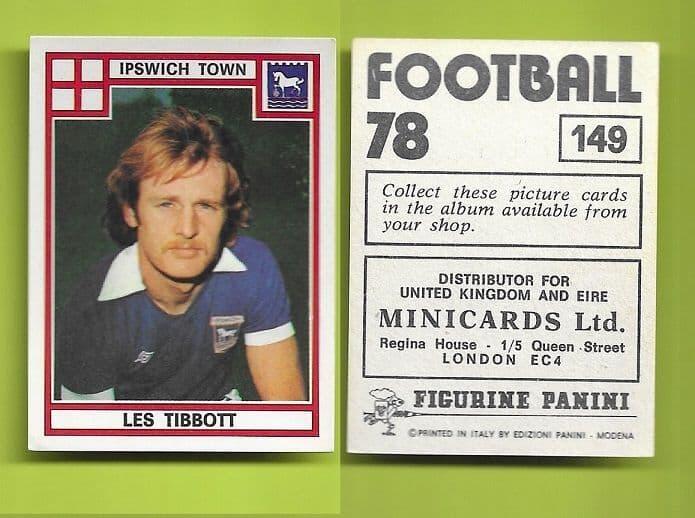 IPSWICH TOWN
IPSWICH
LES TIBBOTT
FOOTBALL
78
149
Collect these picture cards
in the album available from
your shop.
DISTRIBUTOR FOR
UNITED KINGDOM AND EIRE
MINICARDS Ltd.
Regina House - 1/5 Queen Street
LONDON EC4
FIGURINE PANINI
©PRINTED IN ITALY BY EDIZIONI PANINI - MODENA